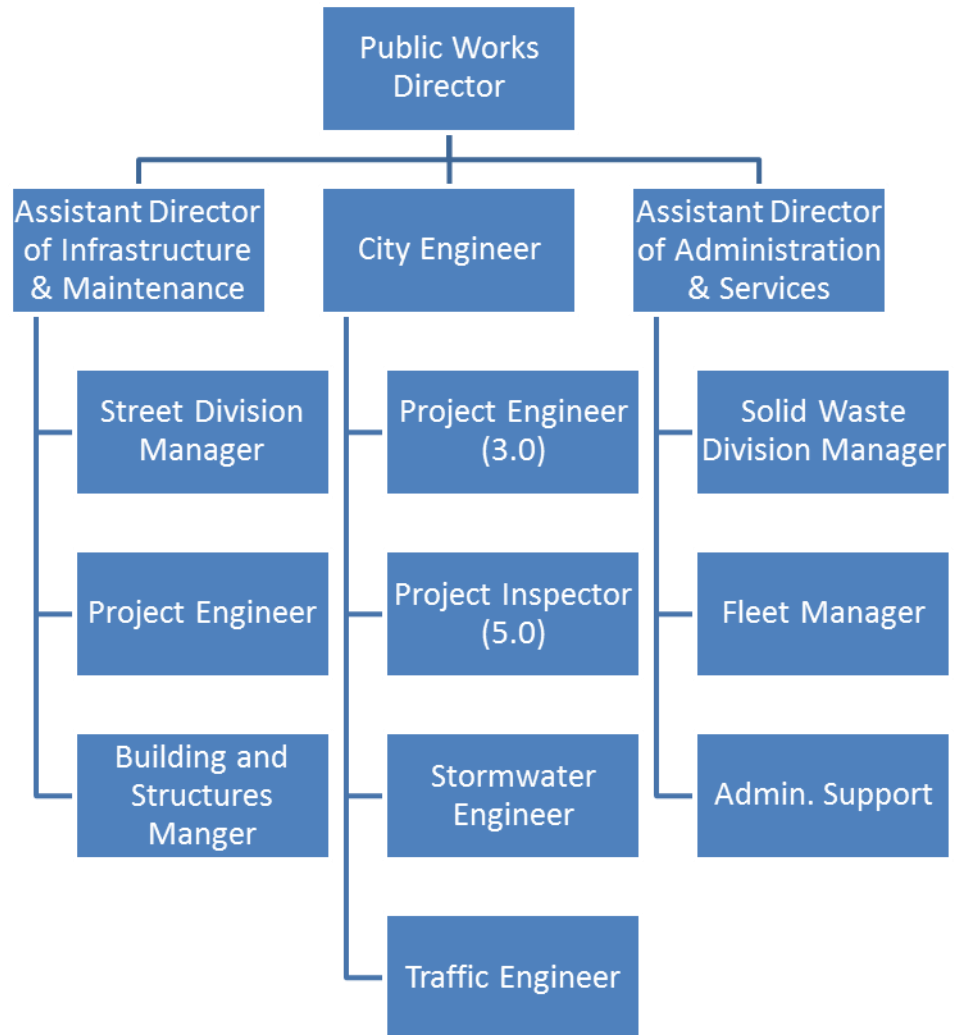 Public Works
Director
Assistant Director
of Infrastructure
& Maintenance
City Engineer
Assistant Director
of Administration
& Services
Street Division
Manager
Project Engineer
(3.0)
Solid Waste
Division Manager
Project Engineer
Project Inspector
(5.0)
Fleet Manager
Building and
Structures
Manger
Stormwater
Engineer
Admin. Support
Traffic Engineer